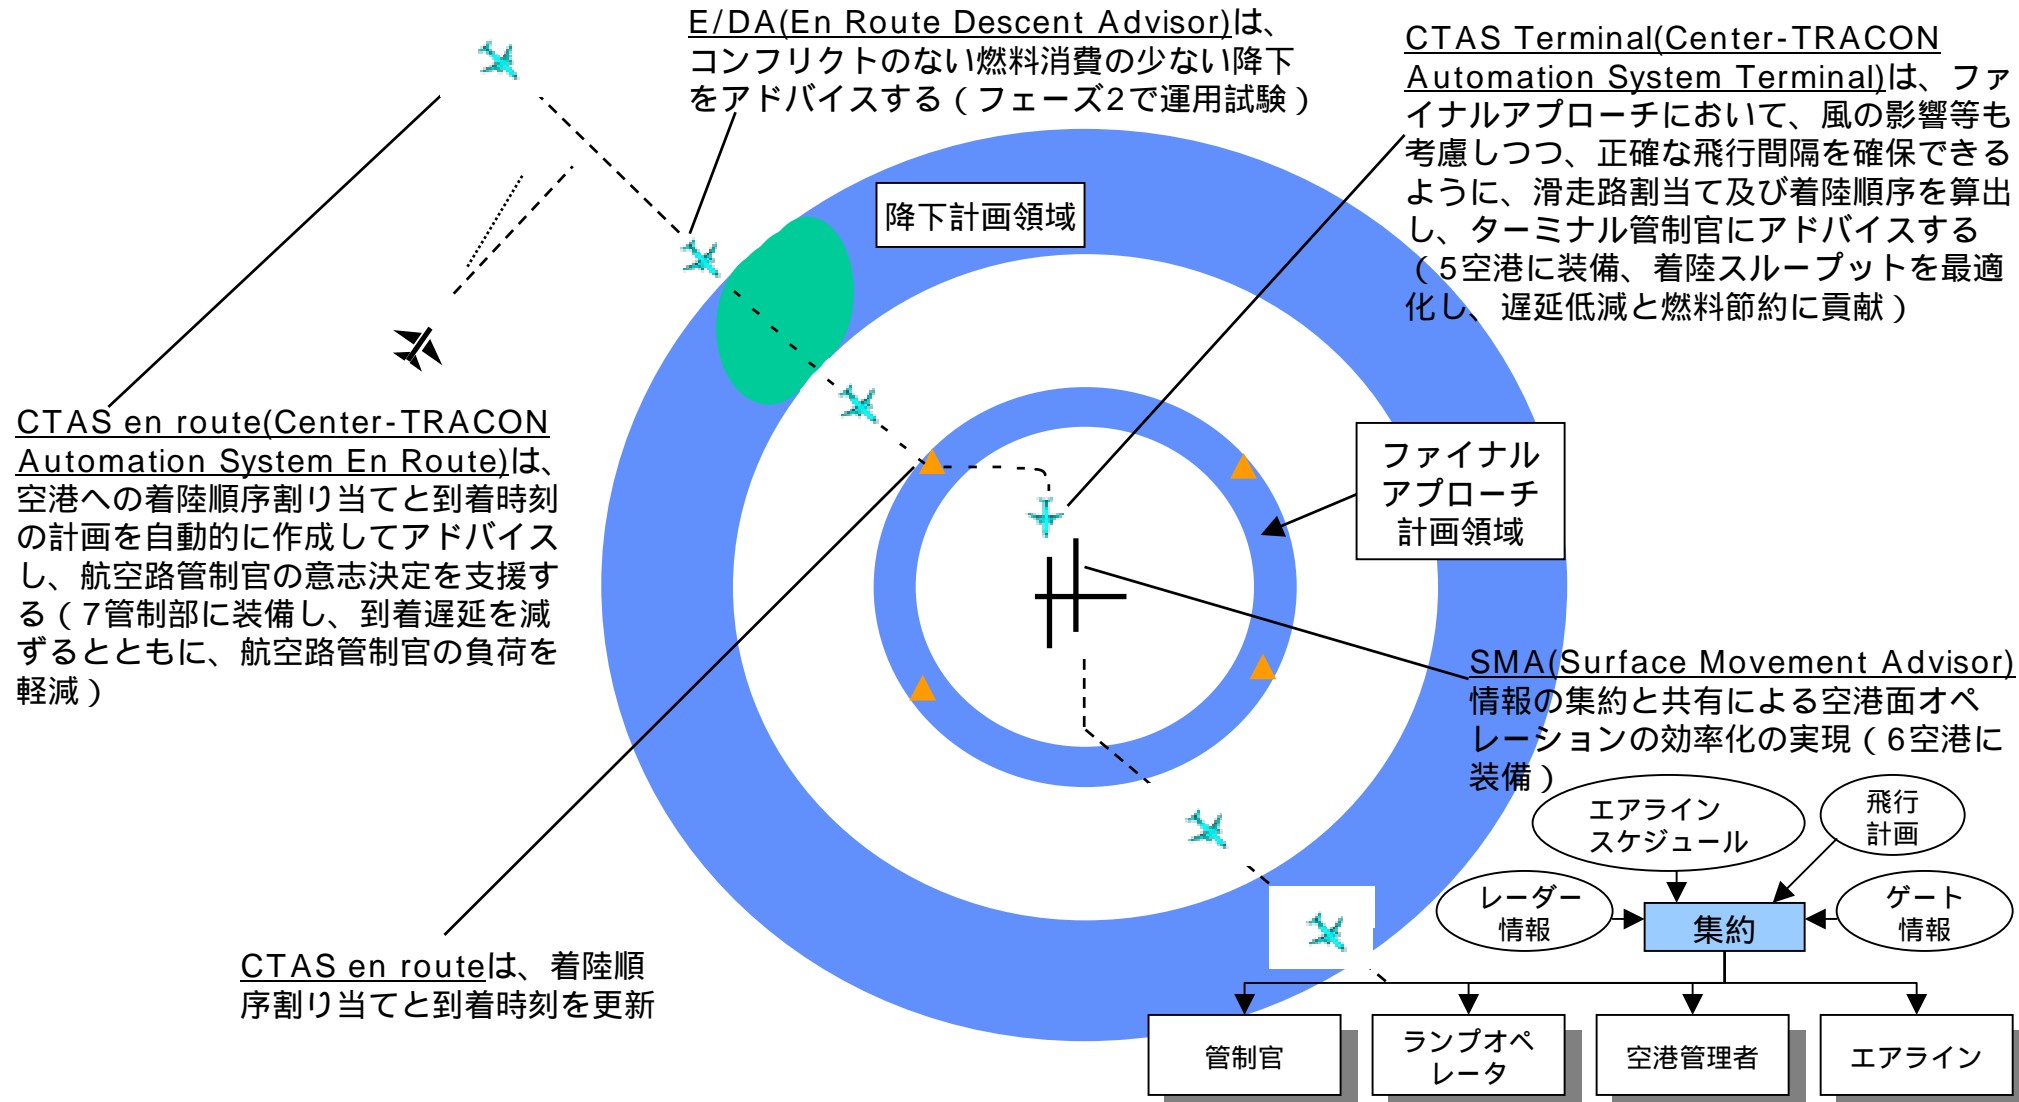 E/DA(En Route Descent Advisor)は、
コンフリクトのない燃料消費の少ない降下
をアドバイスする（フェーズ2で運用試験）
CTAS Terminal(Center-TRACON
Automation System Terminal)は、ファ
イナルアプローチにおいて、風の影響等も
考慮しつつ、正確な飛行間隔を確保できる
ように、滑走路割当て及び着陸順序を算出
し、ターミナル管制官にアドバイスする
（5空港に装備、着陸スループットを最適
化し、遅延低減と燃料節約に貢献）
降下計画領域
CTAS en route(Center-TRACON
Automation System En Route)は、
空港への着陸順序割り当てと到着時刻
の計画を自動的に作成してアドバイス
し、航空路管制官の意志決定を支援す
る（7管制部に装備し、到着遅延を減
ずるとともに、航空路管制官の負荷を
軽減）
ファイナル
アプローチ
計画領域
SMA(Surface Movement Advisor)
情報の集約と共有による空港面オペ
レーションの効率化の実現（6空港に
装備）
CTAS en routeは、着陸順
序割り当てと到着時刻を更新
エアライン
スケジュール
飛行
計画
レーダー
情報
集約
ゲート
情報
管制官
ランプオペ
レータ
空港管理者
エアライン